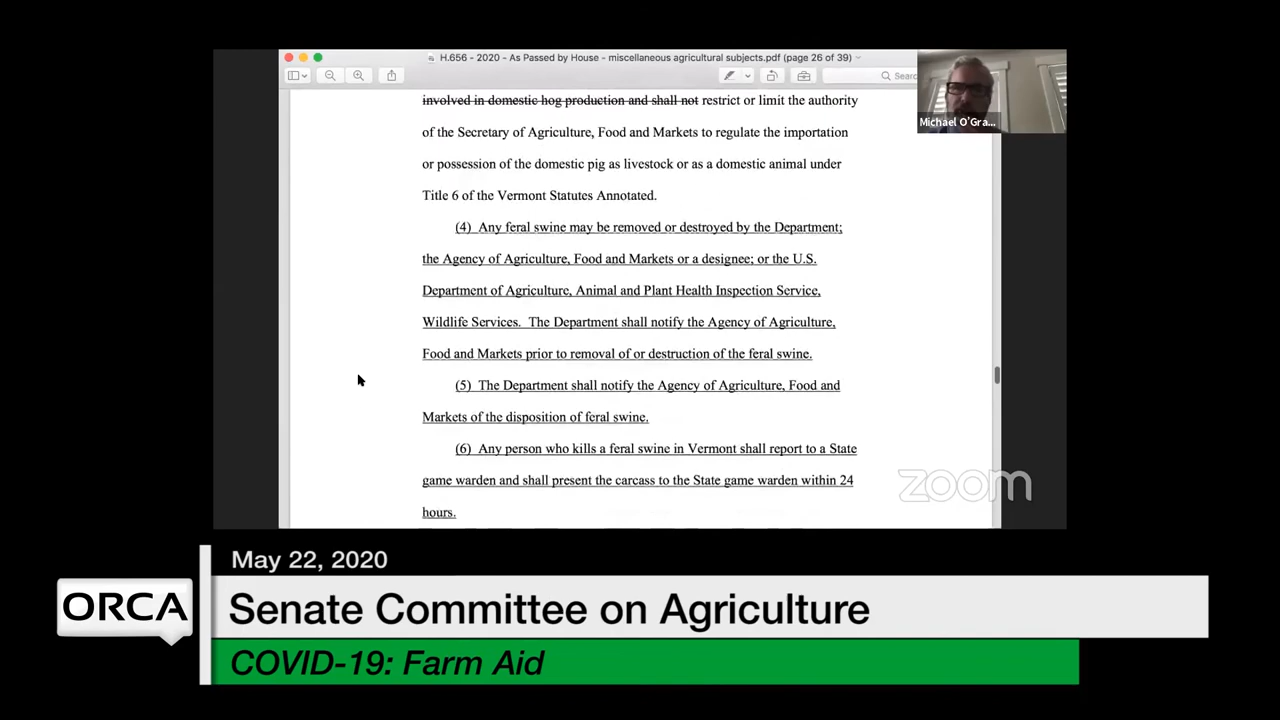 H.656 - 2020 - As Passed by House - miscellaneous agricultural subjects.pdf (page 26 of 39)
Searc
Michael O'Gra...
involved in domestic hog production and shall not restrict or limit the authority
of the Secretary of Agriculture, Food and Markets to regulate the importation
or possession of the domestic pig as livestock or as a domestic animal under
Title 6 of the Vermont Statutes Annotated.
(4) Any feral swine may be removed or destroyed by the Department;
the Agency of Agriculture, Food and Markets or a designee; or the U.S.
Department of Agriculture, Animal and Plant Health Inspection Service,
Wildlife Services. The Department shall notify the Agency of Agriculture,
Food and Markets prior to removal of or destruction of the feral swine.
(5) The Department shall notify the Agency of Agriculture, Food and
Markets of the disposition of feral swine.
(6) Any person who kills a feral swine in Vermont shall report to a State
game warden and shall present the carcass to the State game warden within 24
hours.
zoom
May 22, 2020
ORCA
Senate Committee on Agriculture
COVID-19: Farm Aid